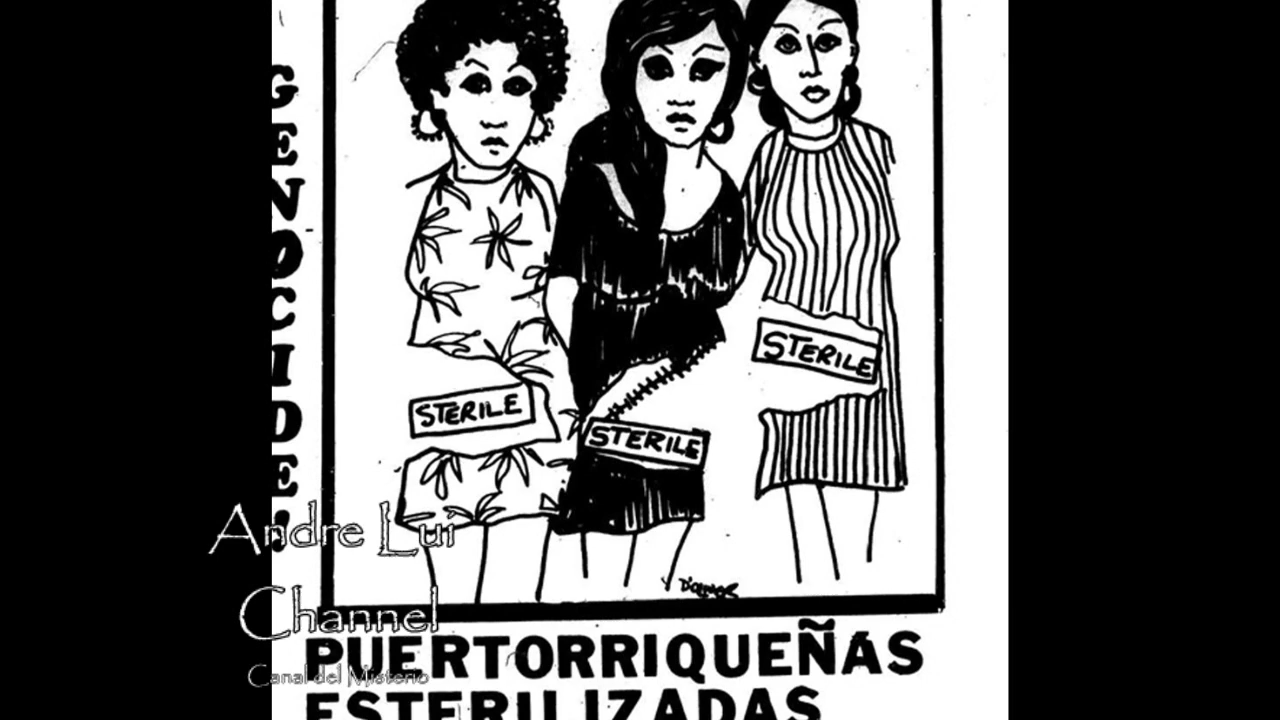 GENOCIDE!
STERILE
STERILE
STERILE
PUERTORRIQUEÑAS
ESTERILIZADAS
Andre Lui
Channel
Canal del Misterio